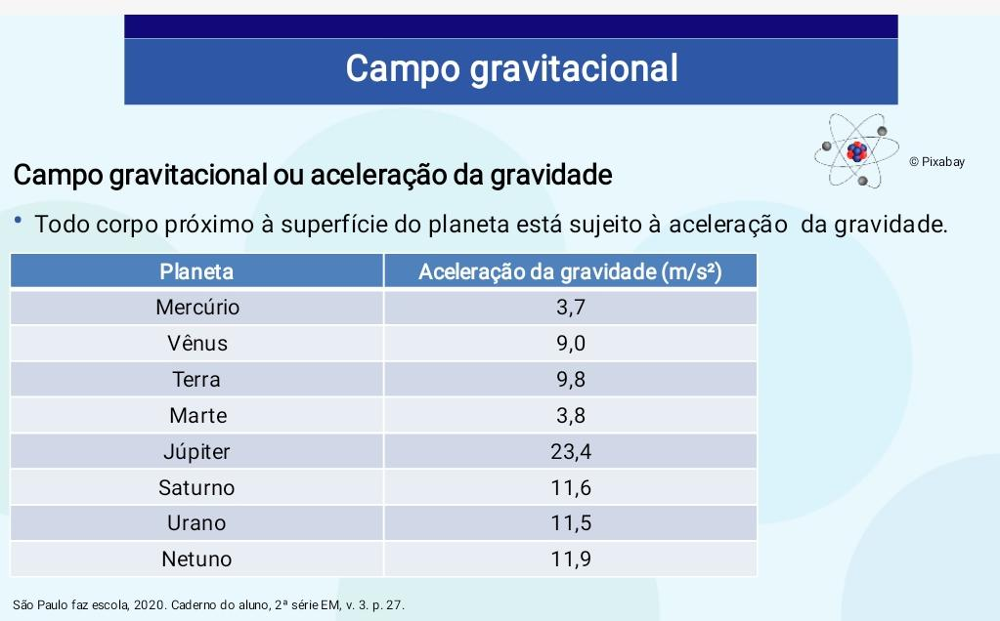 Campo gravitacional
© Pixabay
Campo gravitacional ou aceleração da gravidade
• Todo corpo próximo à superfície do planeta está sujeito à aceleração da gravidade.
Planeta Aceleração da gravidade (m/s²)
Mercúrio 3,7
Vênus 9,0
Terra 9,8
Marte 3,8
Júpiter 23,4
Saturno 11,6
Urano 11,5
Netuno 11,9
São Paulo faz escola, 2020. Caderno do aluno, 2ª série EM, v. 3. p. 27.